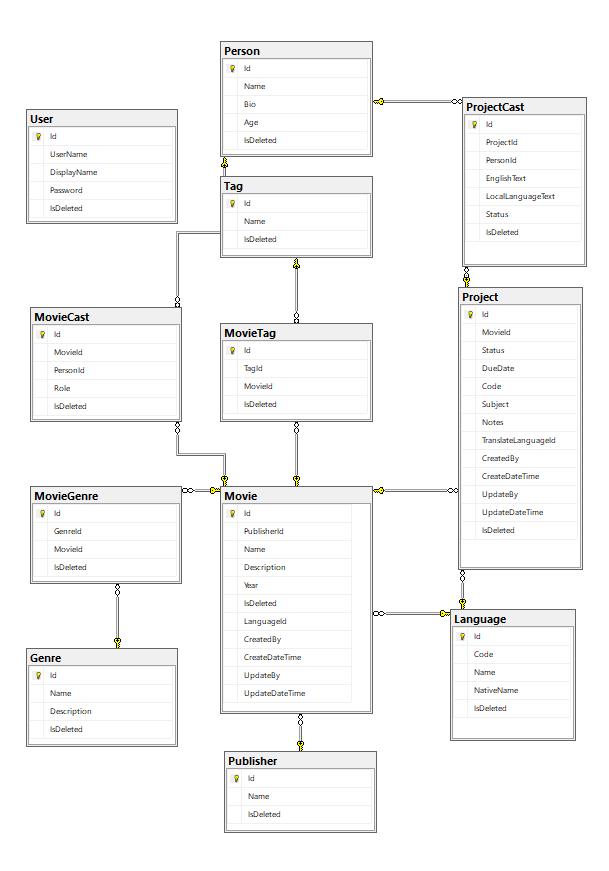 Person
Id
Name
Bio
Age
IsDeleted
User
Id
UserName
DisplayName
Password
IsDeleted
ProjectCast
Id
ProjectId
PersonId
EnglishText
LocalLanguageText
Status
IsDeleted
Tag
Id
Name
IsDeleted
MovieCast
Id
MovieId
PersonId
Role
IsDeleted
MovieTag
Id
TagId
MovieId
IsDeleted
Project
Id
MovieId
Status
DueDate
Code
Subject
Notes
TranslateLanguageId
CreatedBy
CreateDateTime
UpdateBy
UpdateDateTime
IsDeleted
MovieGenre
Id
GenreId
MovieId
IsDeleted
Movie
Id
PublisherId
Name
Description
Year
IsDeleted
LanguageId
CreatedBy
CreateDateTime
UpdateBy
UpdateDateTime
Language
Id
Code
Name
NativeName
IsDeleted
Genre
Id
Name
Description
IsDeleted
Publisher
Id
Name
IsDeleted